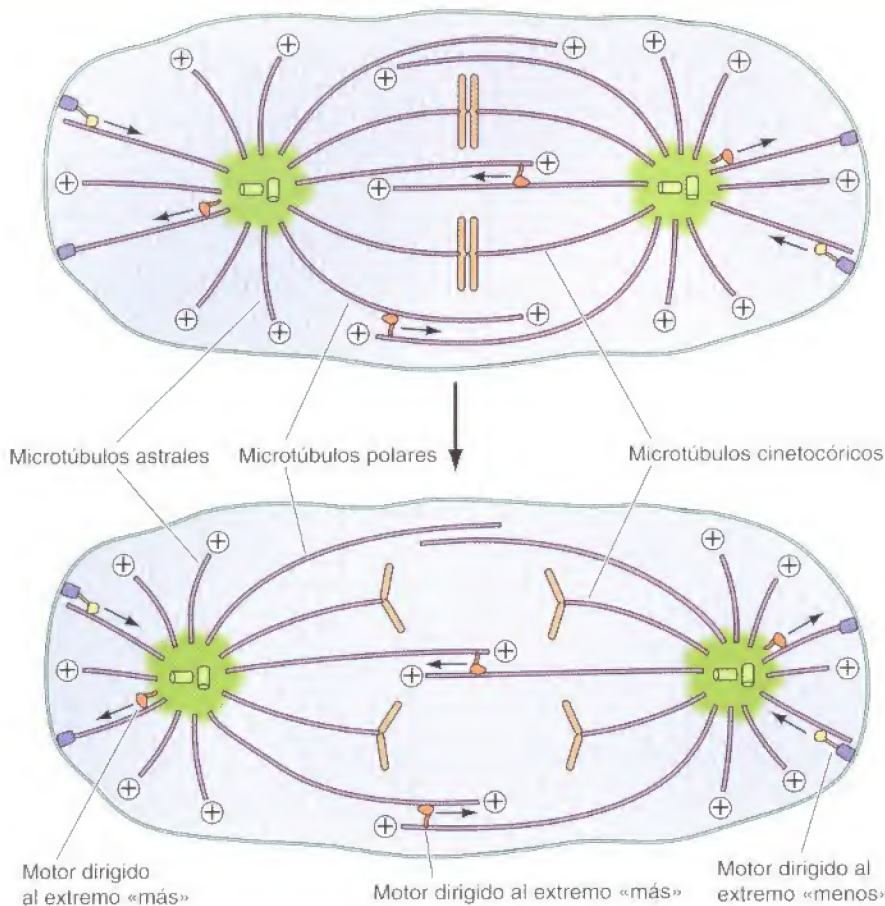 Microtúbulos astrales
Microtúbulos polares
Microtúbulos cinetocóricos
Motor dirigido
al extremo «más»
Motor dirigido al extremo «más»
Motor dirigido al
extremo «menos»